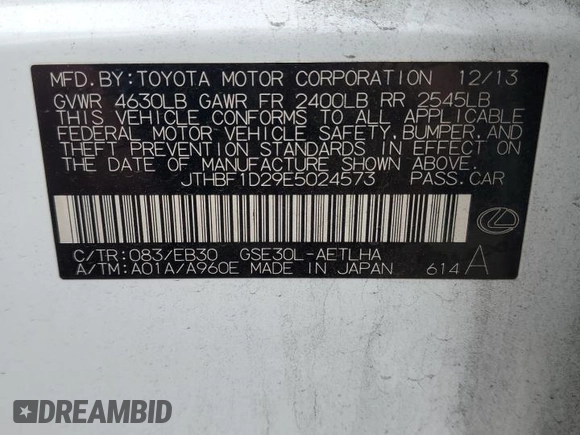 MFD.BY:TOYOTA MOTOR CORPORATION 12/13
GVWR 4630LB GAWR FR 2400LB RR 2545LB
THIS VEHICLE CONFORMS TO ALL APPLICABLE
FEDERAL MOTOR VEHICLE SAFETY,BUMPER,AND
THEFT PREVENTION STANDARDS IN EFFECT ON
THE DATE OF MANUFACTURE SHOWN ABOVE.
JTHBF1D29E5024573 PASS.CAR
C/TR:083/EB30 GSE30L-AETLHA
A/TM:A01A/A960E MADE IN JAPAN 614 A
DREAMBID